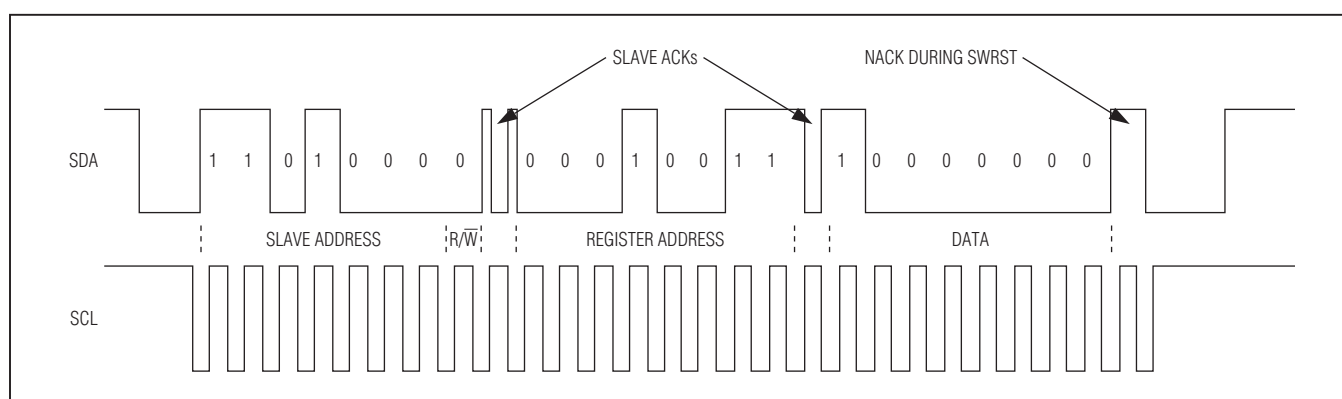 SLAVE ACKs NACK DURING SWRST
SDA 1 1 0 1 0 0 0 0 0 0 0 1 0 0 1 1 1 0 0 0 0 0 0 0
SLAVE ADDRESS R/W̅ REGISTER ADDRESS DATA
SCL